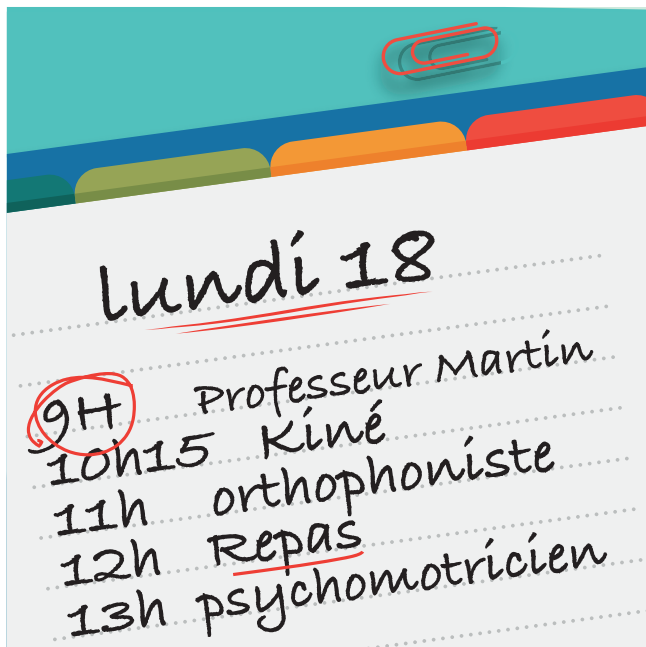 lundi 18
9H Professeur Martin
10h15 Kiné
11h orthophoniste
12h Repas
13h psychomotricien